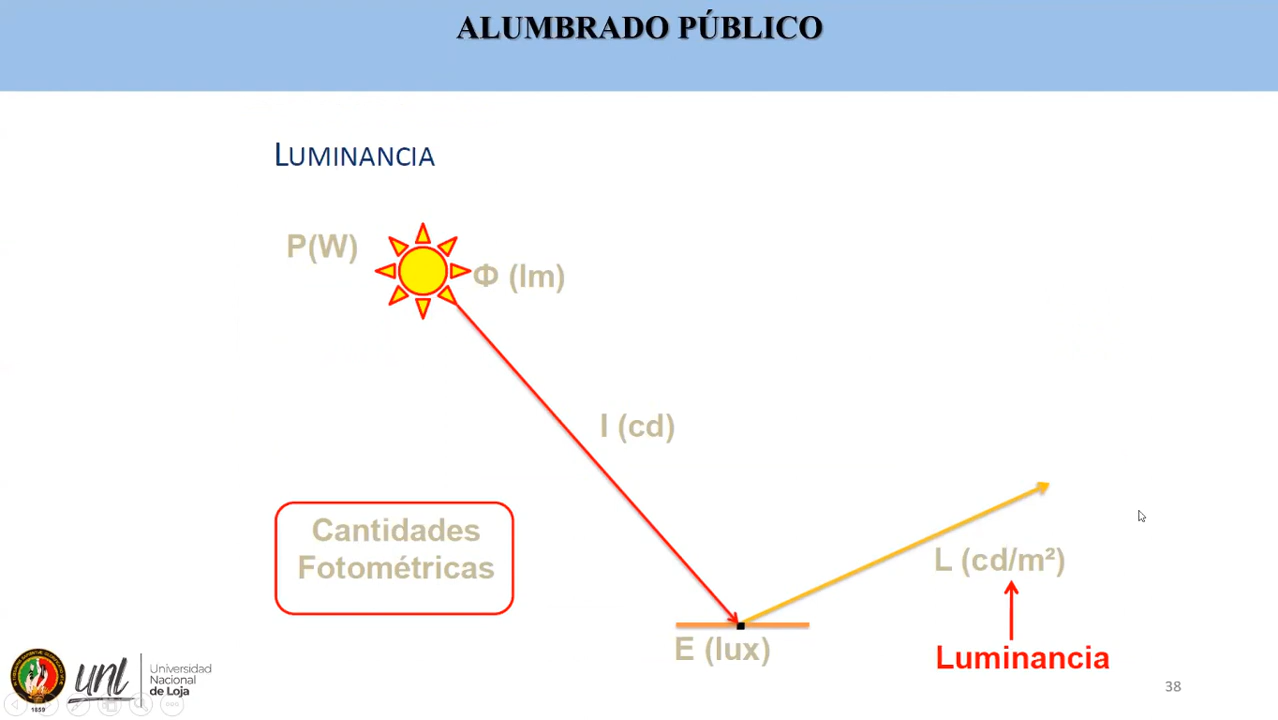 ALUMBRADO PÚBLICO
LUMINANCIA
P(W)
Φ (lm)
I (cd)
Cantidades
Fotométricas
L (cd/m²)
E (lux)
Luminancia
1859
unl
Universidad
Nacional
de Loja
38